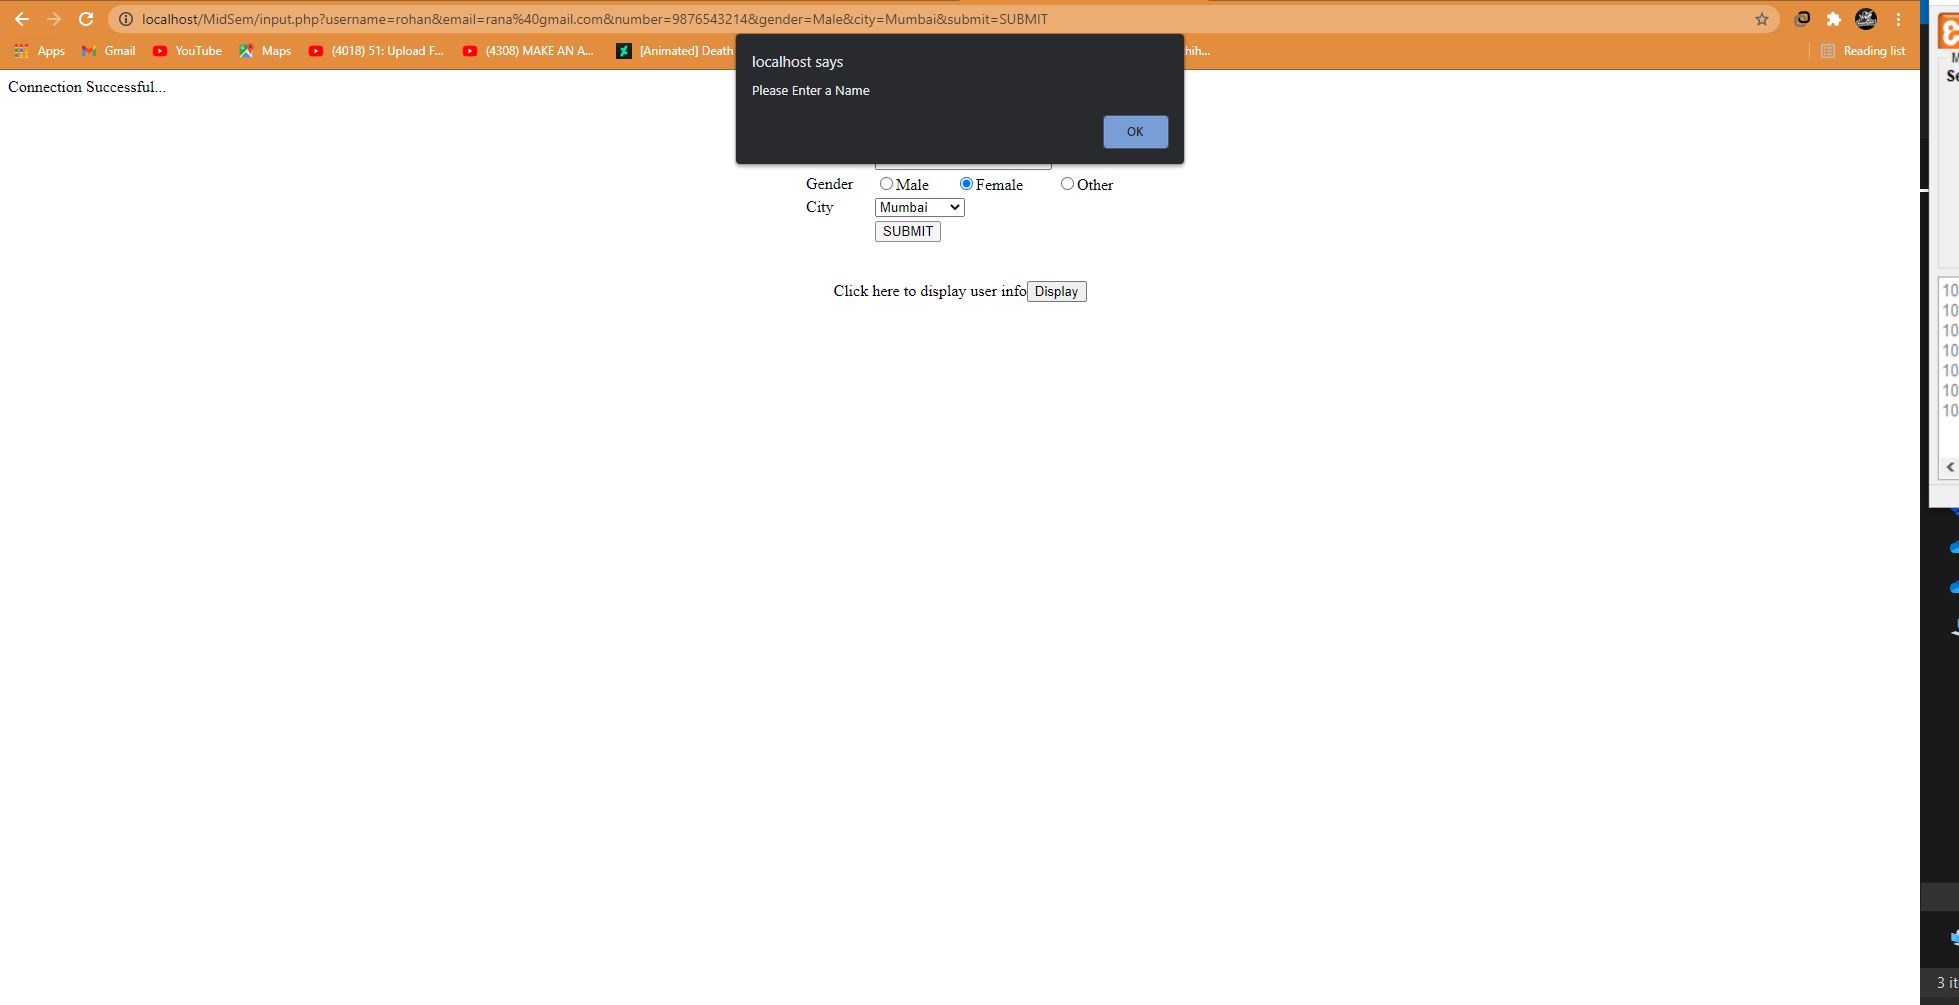 localhost/MidSem/input.php?username=rohan&email=rana%40gmail.com&number=9876543214&gender=Male&city=Mumbai&submit=SUBMIT
Apps Gmail YouTube Maps (4018) 51: Upload F... (4308) MAKE AN A... [Animated] Death hih... Reading list
localhost says
Please Enter a Name
OK
Connection Successful...
Gender Male Female Other
City Mumbai
SUBMIT
Click here to display user info Display
10
10
10
10
10
10
10
3 it